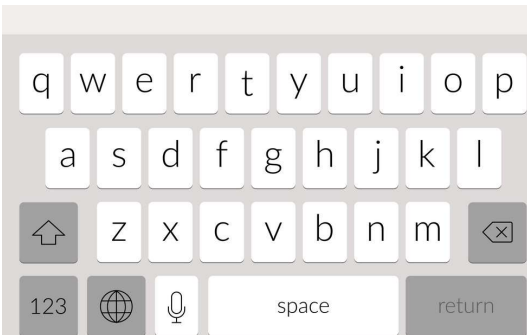 q w e r t y u i o p
a s d f g h j k l
z x c v b n m
123 space return